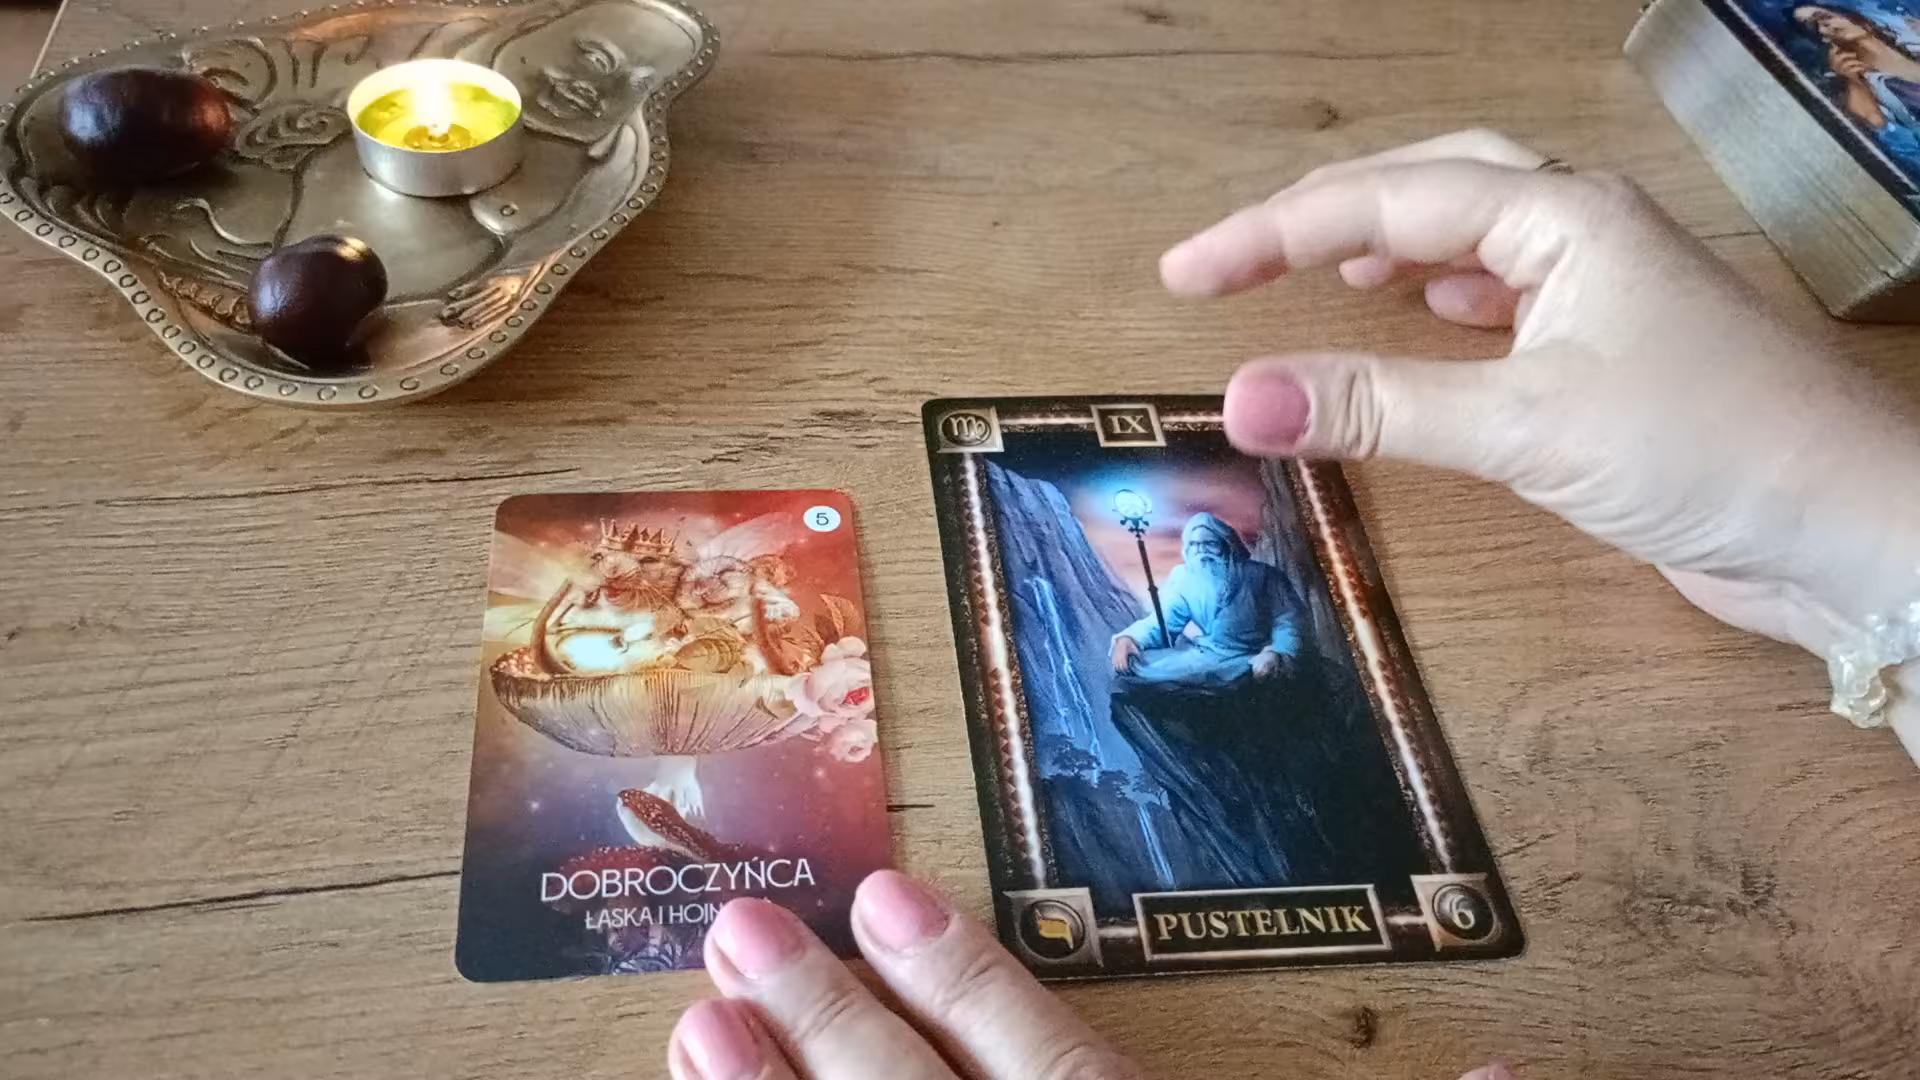 5
DOBROCZYŃCA
ŁASKA I HOJN
IX
PUSTELNIK
6